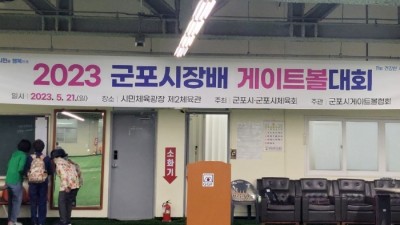 2023 군포시장배 게이트볼대회
일시 : 2023. 5. 21.(일) 장소 : 시민체육광장 제2체육관 주최 : 군포시·군포시체육회 주관 : 군포시게이트볼협회
소화기